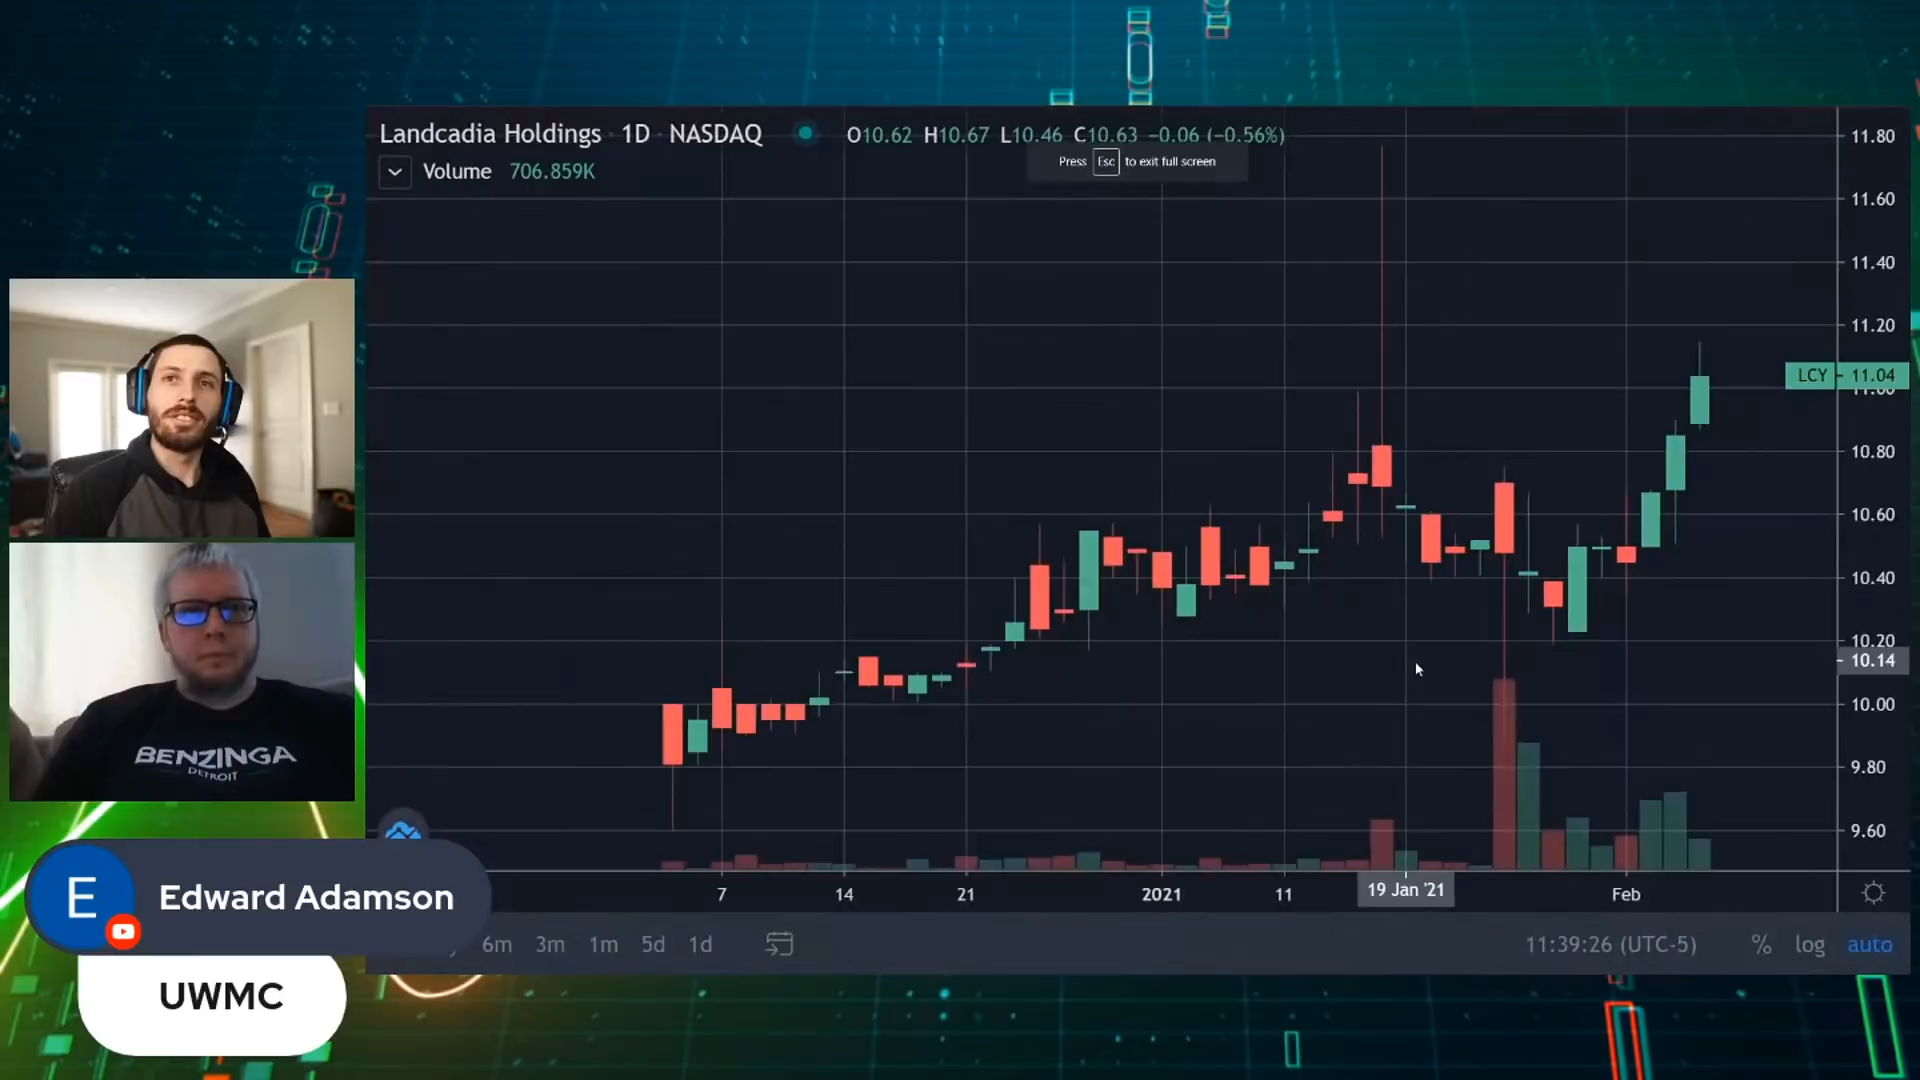 Landcadia Holdings 1D NASDAQ
O10.62 H10.67 L10.46 C10.63 −0.06 (−0.56%)
Volume 706.859K
Press Esc to exit full screen
11.80
11.60
11.40
11.20
LCY 11.04
11.00
10.80
10.60
10.40
10.20
10.14
10.00
9.80
9.60
7 14 21 2021 11 19 Jan '21 Feb
6m 3m 1m 5d 1d
11:39:26 (UTC-5) % log auto
BENZINGA
DETROIT
E Edward Adamson
UWMC